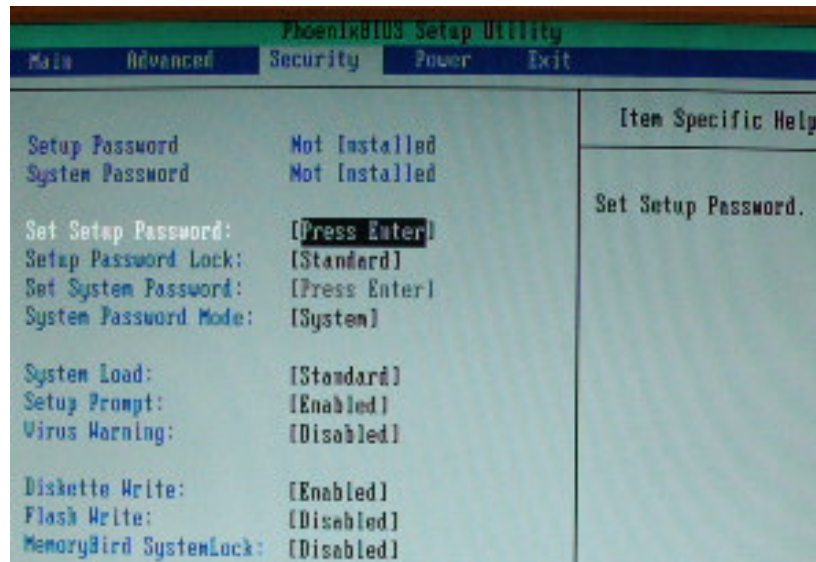 PhoenixBIOS Setup Utility
Main Advanced Security Power Exit
Item Specific Help
Setup Password Not Installed
System Password Not Installed
Set Setup Password.
Set Setup Password: [Press Enter]
Setup Password Lock: [Standard]
Set System Password: [Press Enter]
System Password Mode: [System]
System Load: [Standard]
Setup Prompt: [Enabled]
Virus Warning: [Disabled]
Diskette Write: [Enabled]
Flash Write: [Disabled]
MemoryBird SystemLock: [Disabled]